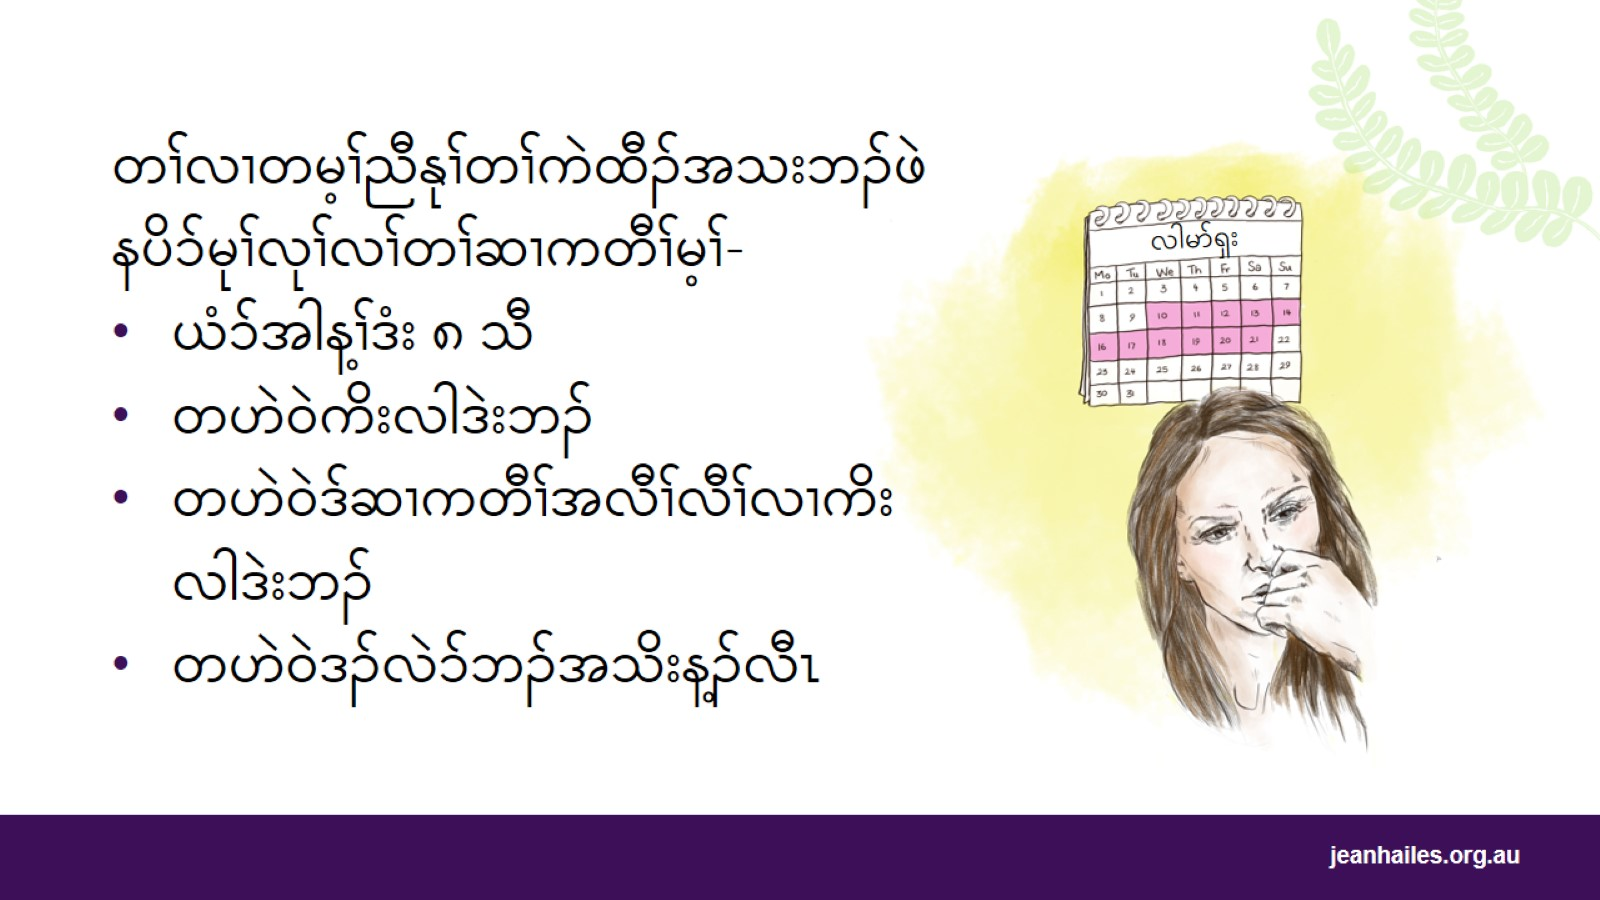 တၢ်လၢတမ့ၢ်ညီနုၢ်တၢ်ကဲထီၣ်အသးဘၣ်ဖဲ
နပိာ်မုၢ်လုၢ်လၢ်တၢ်ဆၢကတီၢ်မ့ၢ်-
• ယံာ်အါန့ၢ်ဒံး ၈ သီ
• တဟဲဝဲကိးလါဒဲးဘၣ်
• တဟဲဝဲဒ်ဆၢကတီၢ်အလီၢ်လီၢ်လၢကိး
လါဒဲးဘၣ်
• တဟဲဝဲဒၣ်လဲာ်ဘၣ်အသိးန့ၣ်လီၤ
လါမာ်ရှး
Mo Tu We Th Fr Sa Su
1 2 3 4 5 6 7
8 9 10 11 12 13 14
16 17 18 19 20 21 22
23 24 25 26 27 28 29
30 31
jeanhailes.org.au